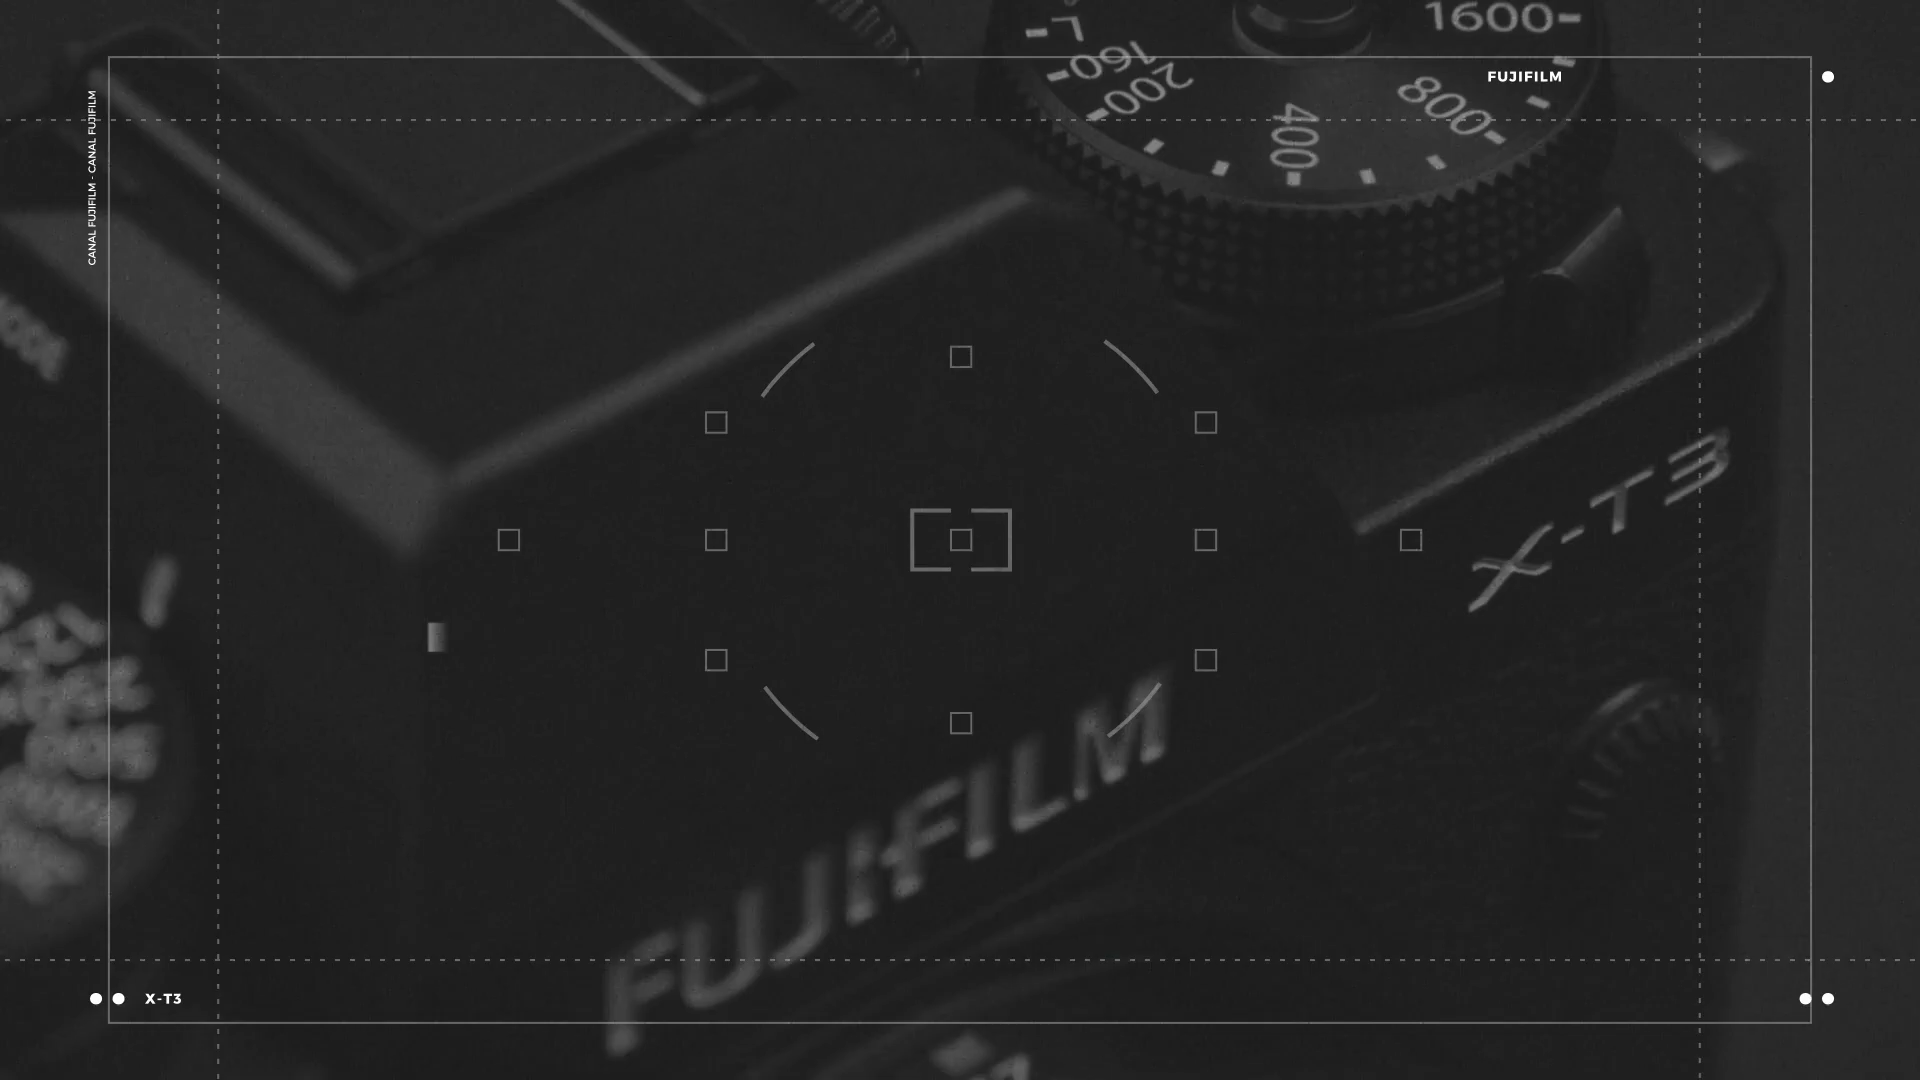 1600
L
160
200
400
800
FUJIFILM
CANAL FUJIFILM - CANAL FUJIFILM
X-T3
FUJIFILM
X-T3